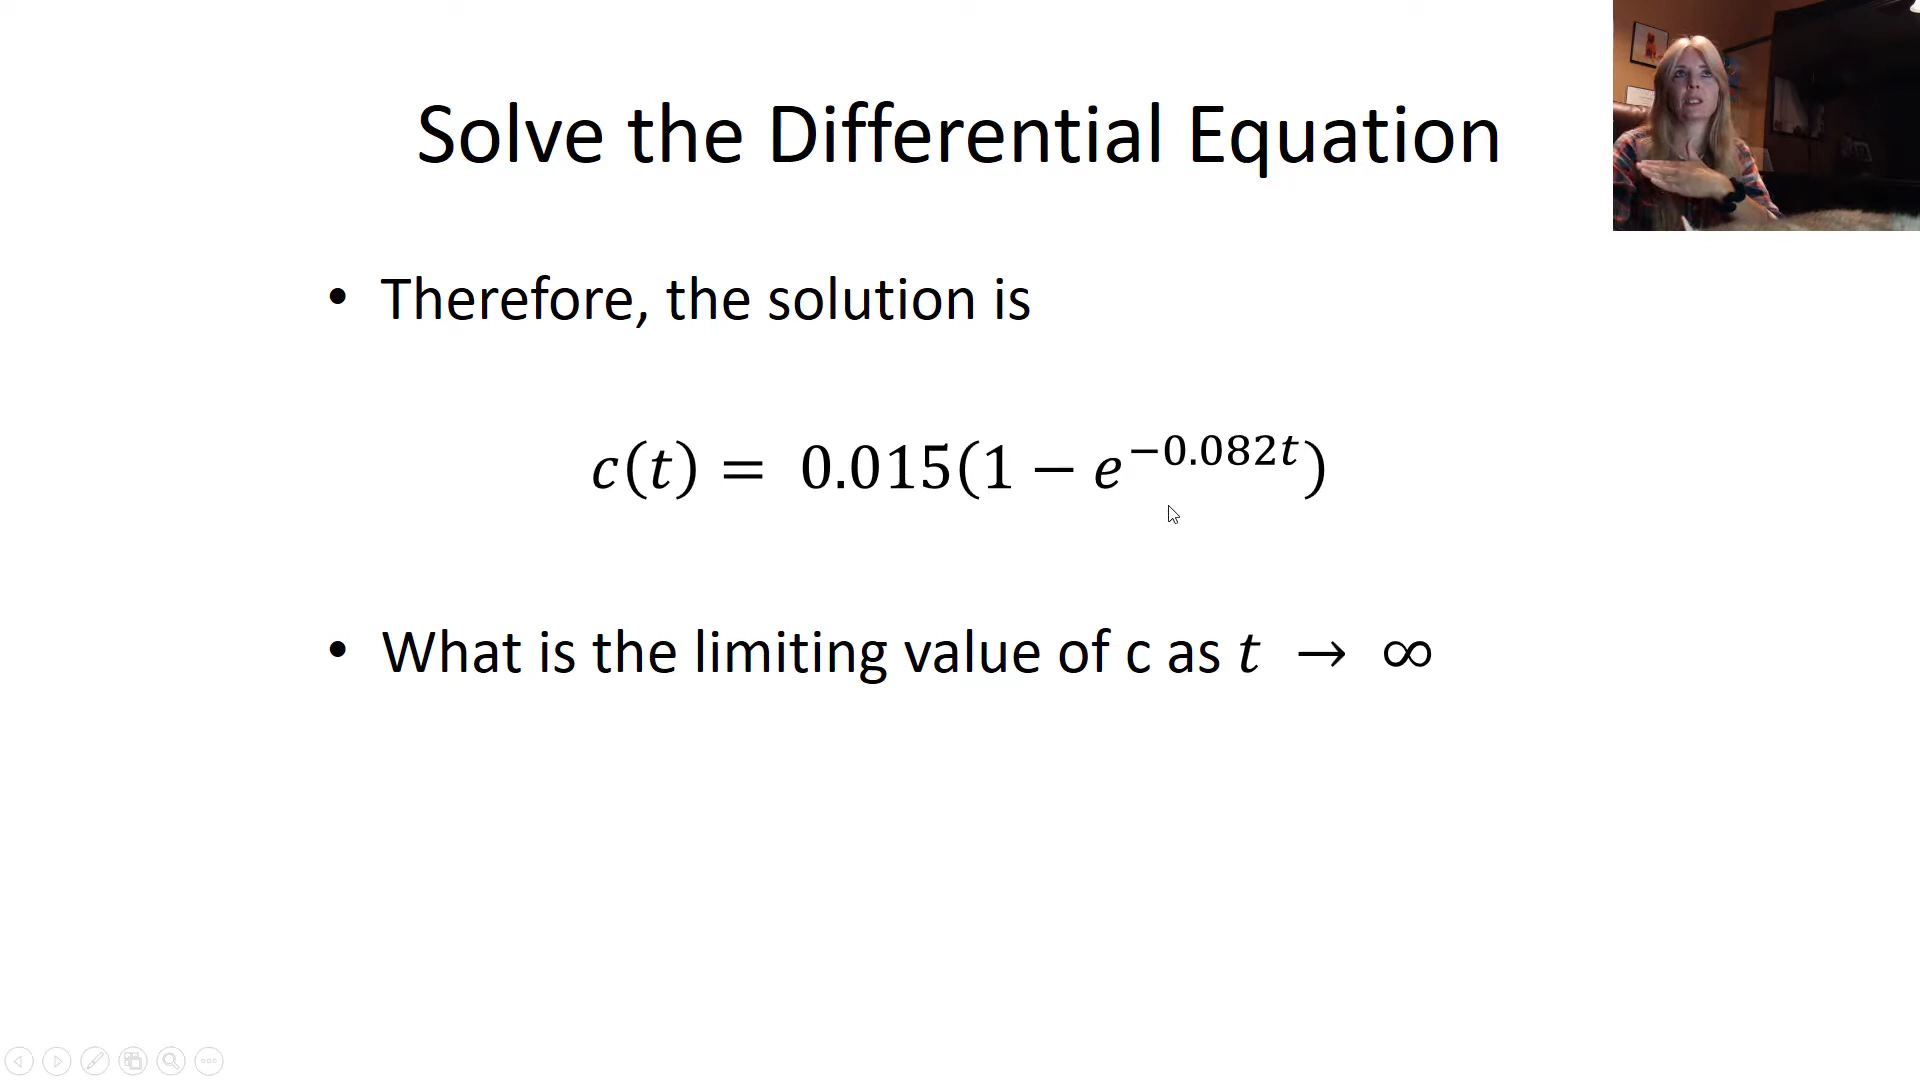 Solve the Differential Equation
• Therefore, the solution is
c(t) = 0.015(1 − e^{−0.082t})
• What is the limiting value of c as t → ∞